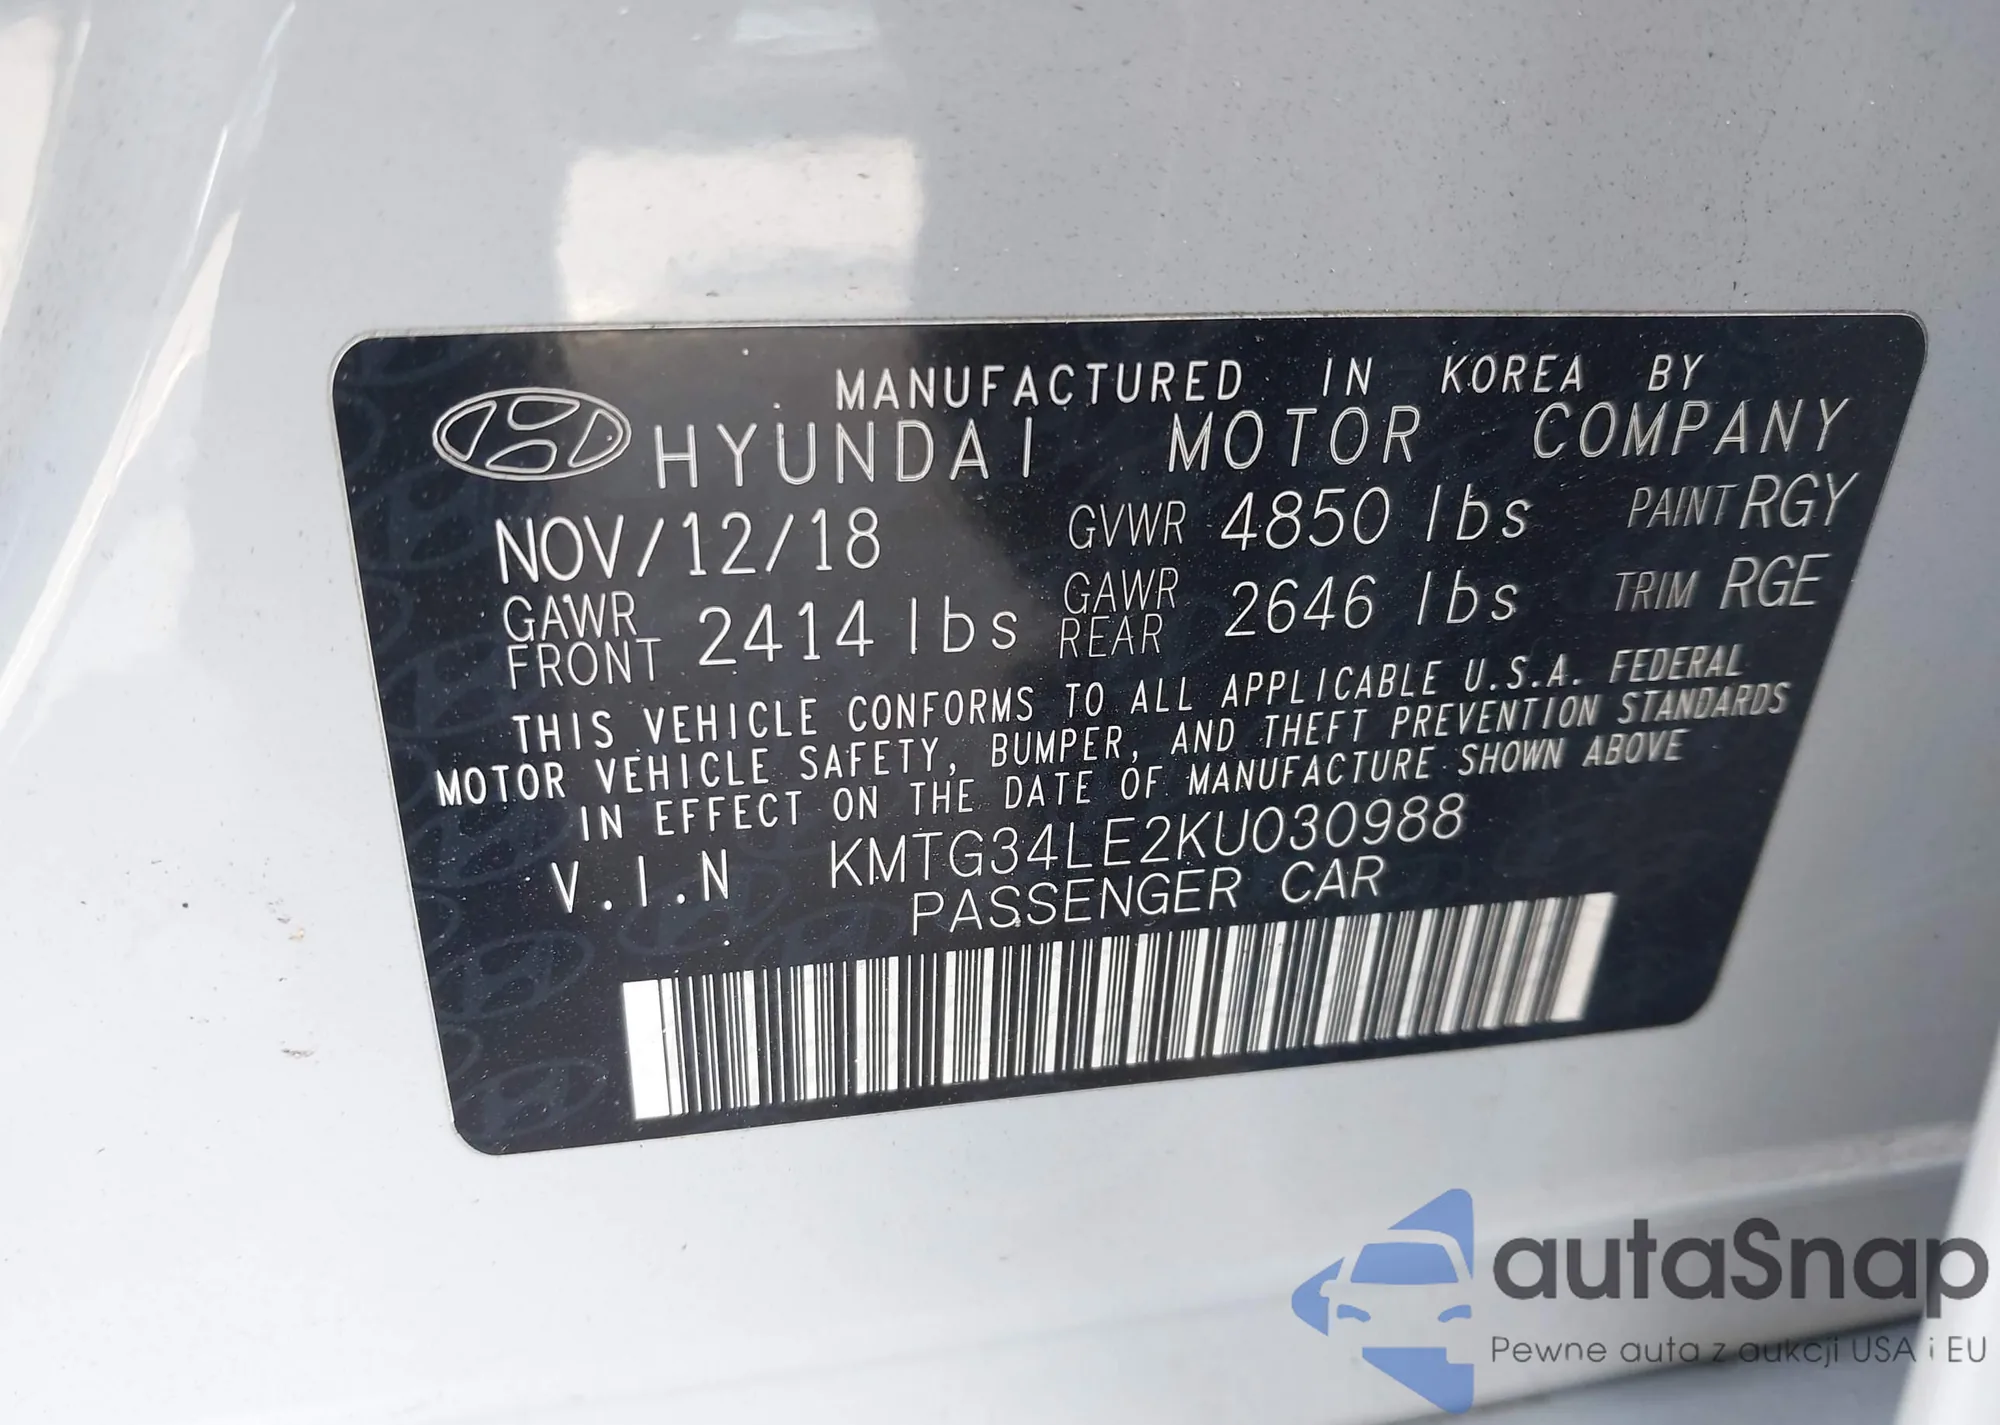 MANUFACTURED IN KOREA BY
HYUNDAI MOTOR COMPANY
NOV/12/18 GVWR 4850 lbs PAINT RGY
GAWR FRONT 2414 lbs GAWR REAR 2646 lbs TRIM RGE
THIS VEHICLE CONFORMS TO ALL APPLICABLE U.S.A. FEDERAL
MOTOR VEHICLE SAFETY, BUMPER, AND THEFT PREVENTION STANDARDS
IN EFFECT ON THE DATE OF MANUFACTURE SHOWN ABOVE
V.I.N KMTG34LE2KU030988
PASSENGER CAR
autaSnap
Pewne auta z aukcji USA i EU